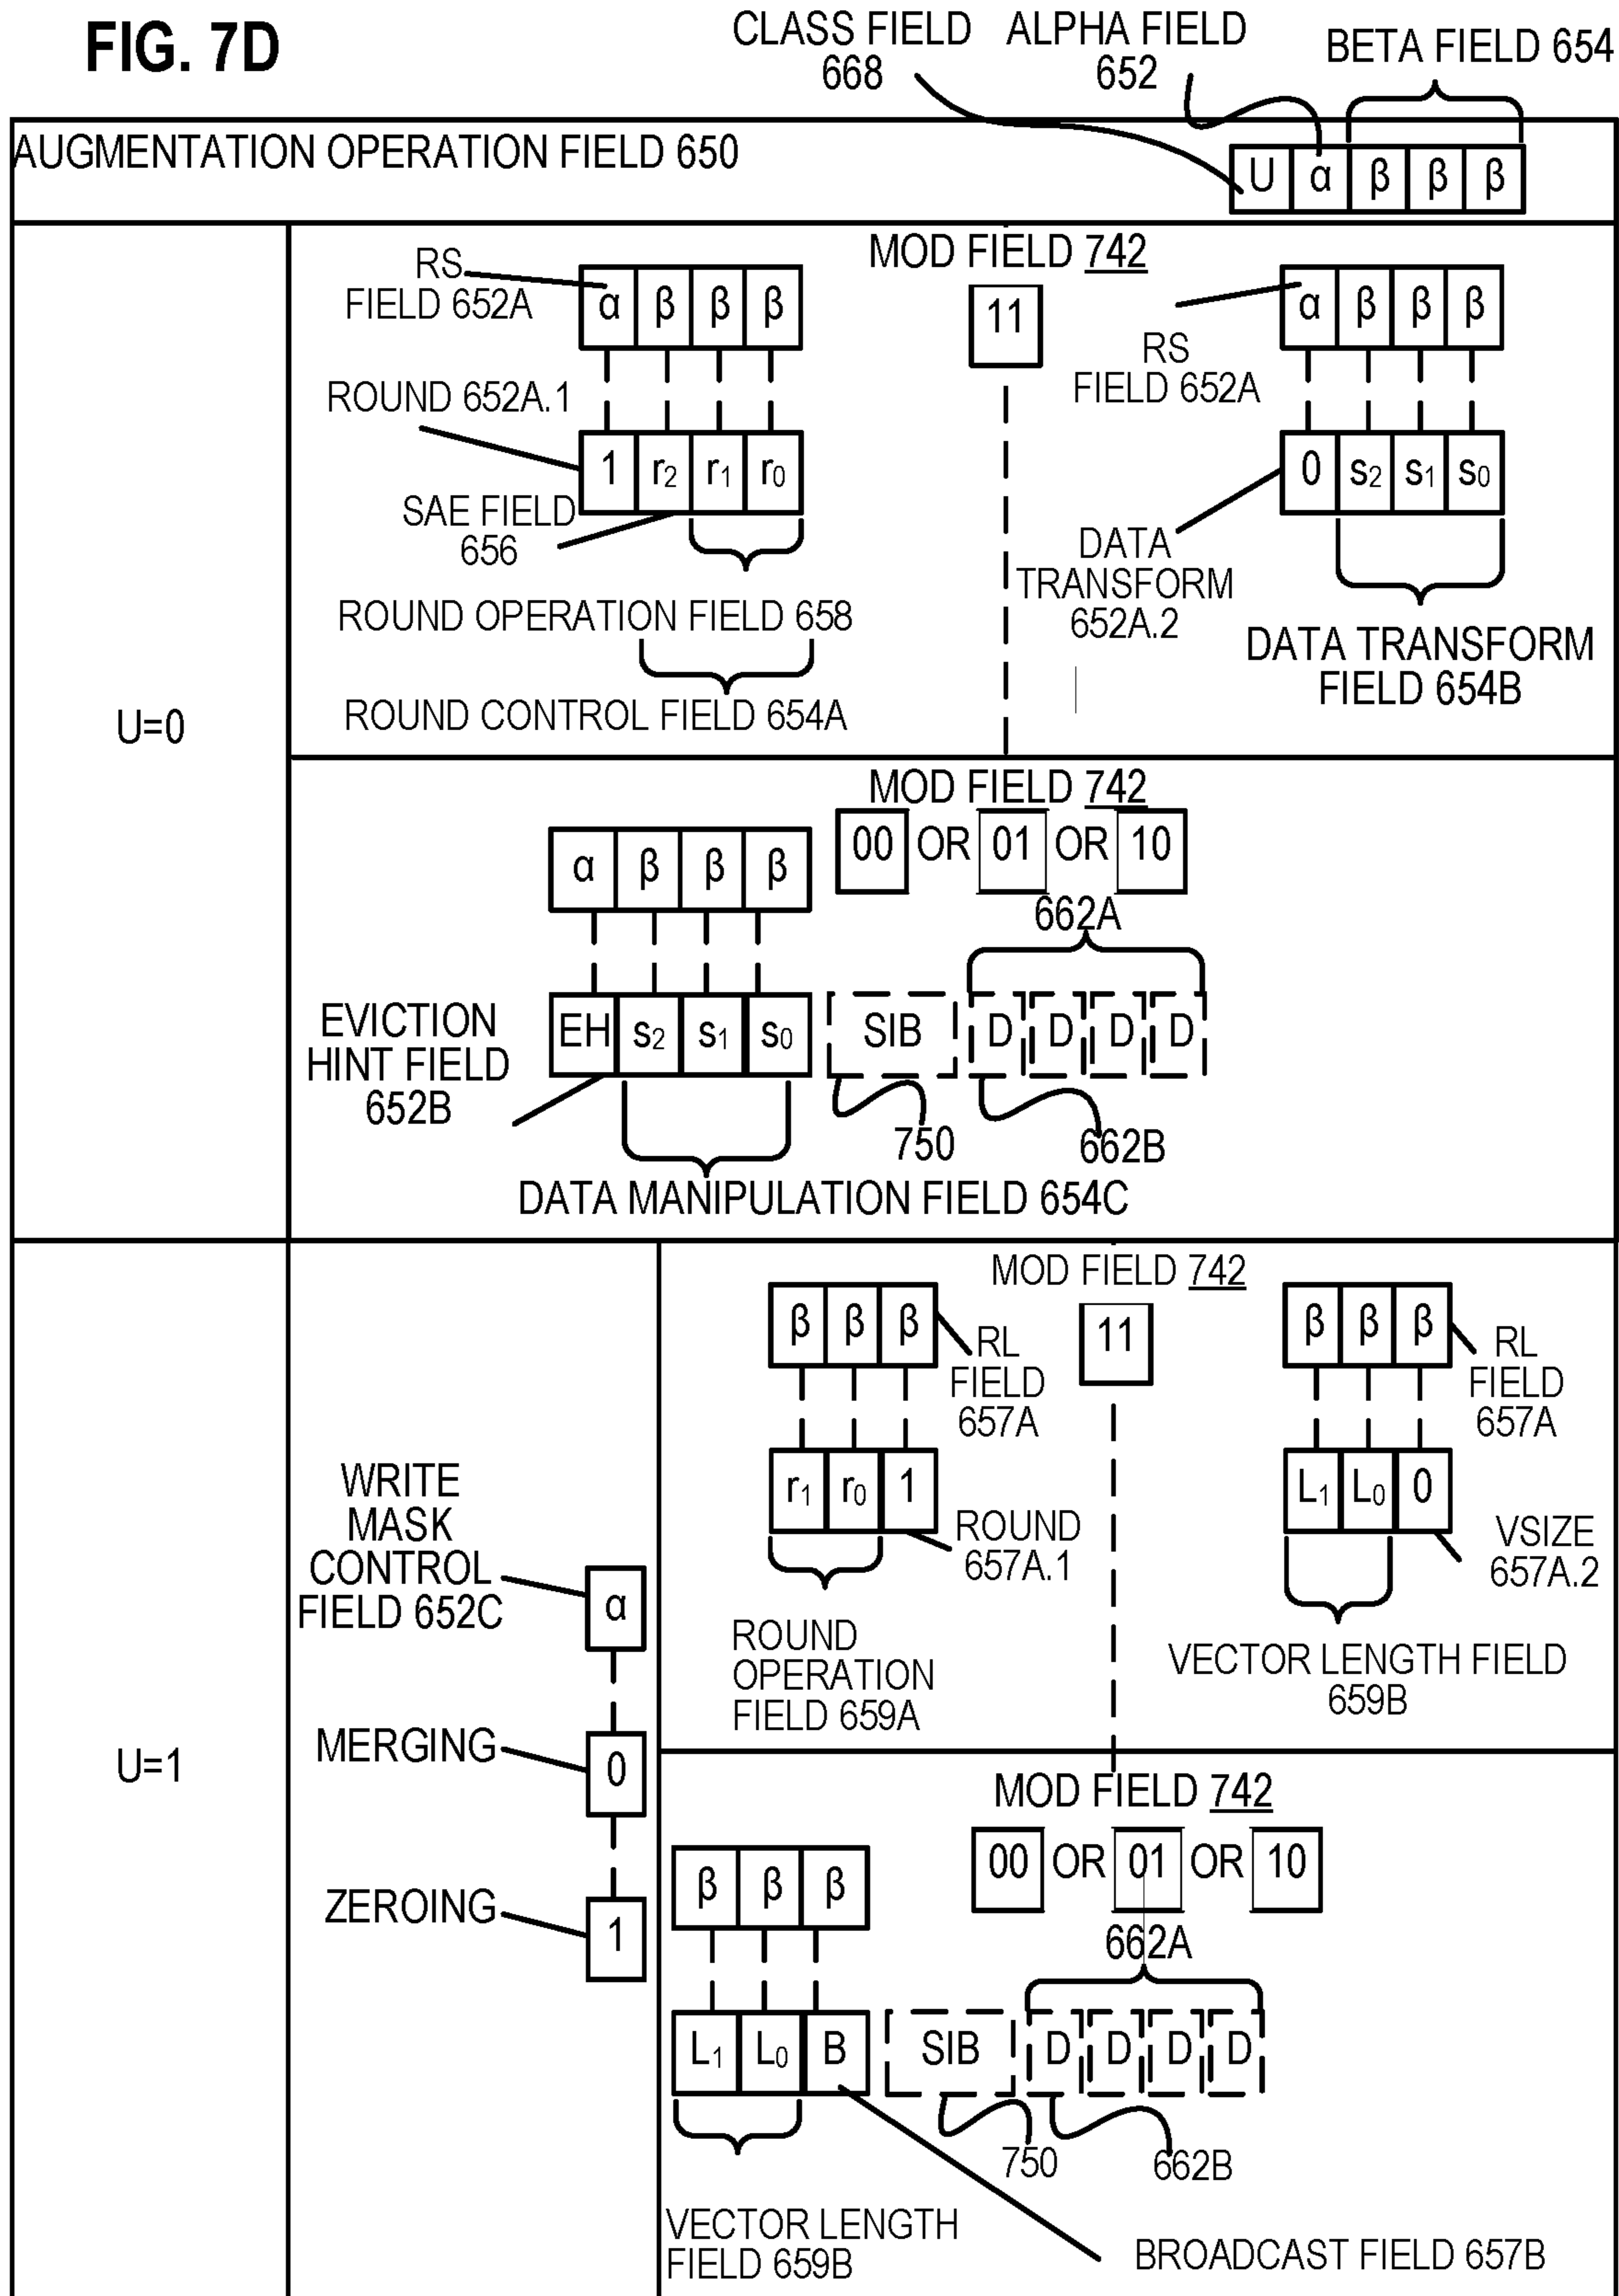 FIG. 7D
CLASS FIELD
668
ALPHA FIELD
652
BETA FIELD 654
AUGMENTATION OPERATION FIELD 650
U α β β β
U=0
MOD FIELD 742
11
RS
FIELD 652A
α β β β
ROUND 652A.1
1 r2 r1 r0
SAE FIELD
656
ROUND OPERATION FIELD 658
ROUND CONTROL FIELD 654A
α β β β
RS
FIELD 652A
0 s2 s1 s0
DATA
TRANSFORM
652A.2
DATA TRANSFORM
FIELD 654B
MOD FIELD 742
00 OR 01 OR 10
α β β β
662A
EVICTION
HINT FIELD
652B
EH s2 s1 s0 SIB D D D D
750
662B
DATA MANIPULATION FIELD 654C
U=1
WRITE
MASK
CONTROL
FIELD 652C
α
MERGING
0
ZEROING
1
MOD FIELD 742
11
β β β
RL
FIELD
657A
r1 r0 1
ROUND
657A.1
ROUND
OPERATION
FIELD 659A
β β β
RL
FIELD
657A
L1 L0 0
VSIZE
657A.2
VECTOR LENGTH FIELD
659B
MOD FIELD 742
00 OR 01 OR 10
β β β
662A
L1 L0 B SIB D D D D
750
662B
VECTOR LENGTH
FIELD 659B
BROADCAST FIELD 657B